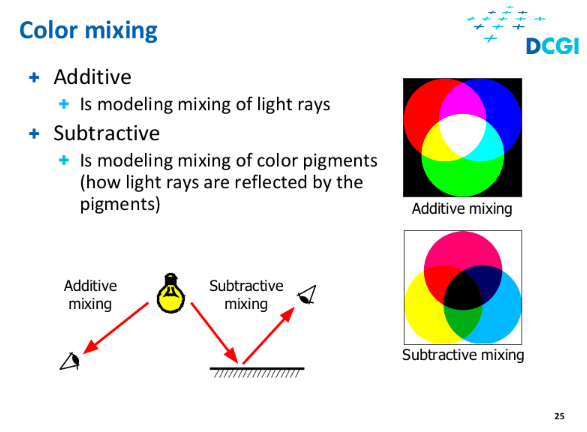 Color mixing
DCGI
+ Additive
+ Is modeling mixing of light rays
+ Subtractive
+ Is modeling mixing of color pigments
(how light rays are reflected by the
pigments)
Additive mixing
Additive
mixing
Subtractive
mixing
Subtractive mixing
25